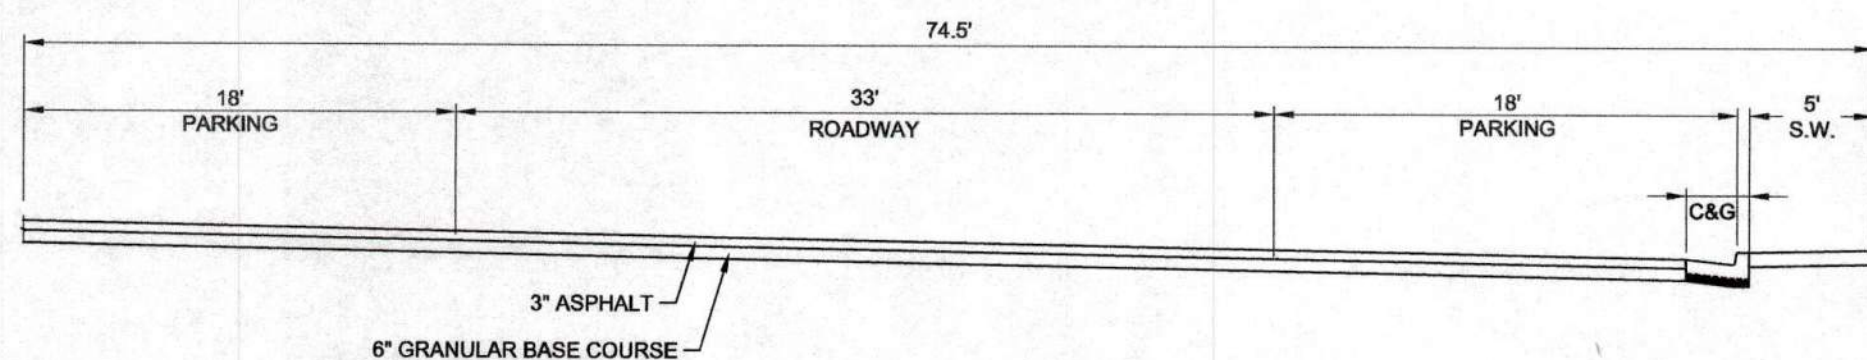 74.5'
18'
PARKING
33'
ROADWAY
18'
PARKING
5'
S.W.
C&G
3" ASPHALT
6" GRANULAR BASE COURSE